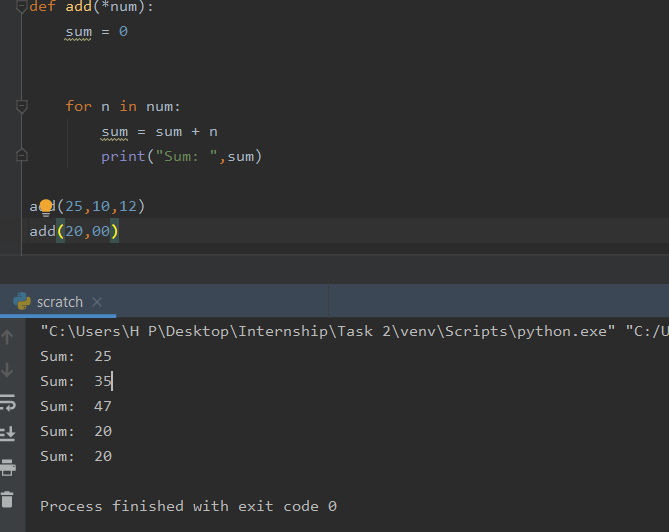 def add(*num):
    sum = 0
    for n in num:
        sum = sum + n
        print("Sum: ",sum)
add(25,10,12)
add(20,00)
scratch
"C:\Users\H P\Desktop\Internship\Task 2\venv\Scripts\python.exe" "C:/U
Sum:  25
Sum:  35
Sum:  47
Sum:  20
Sum:  20
Process finished with exit code 0